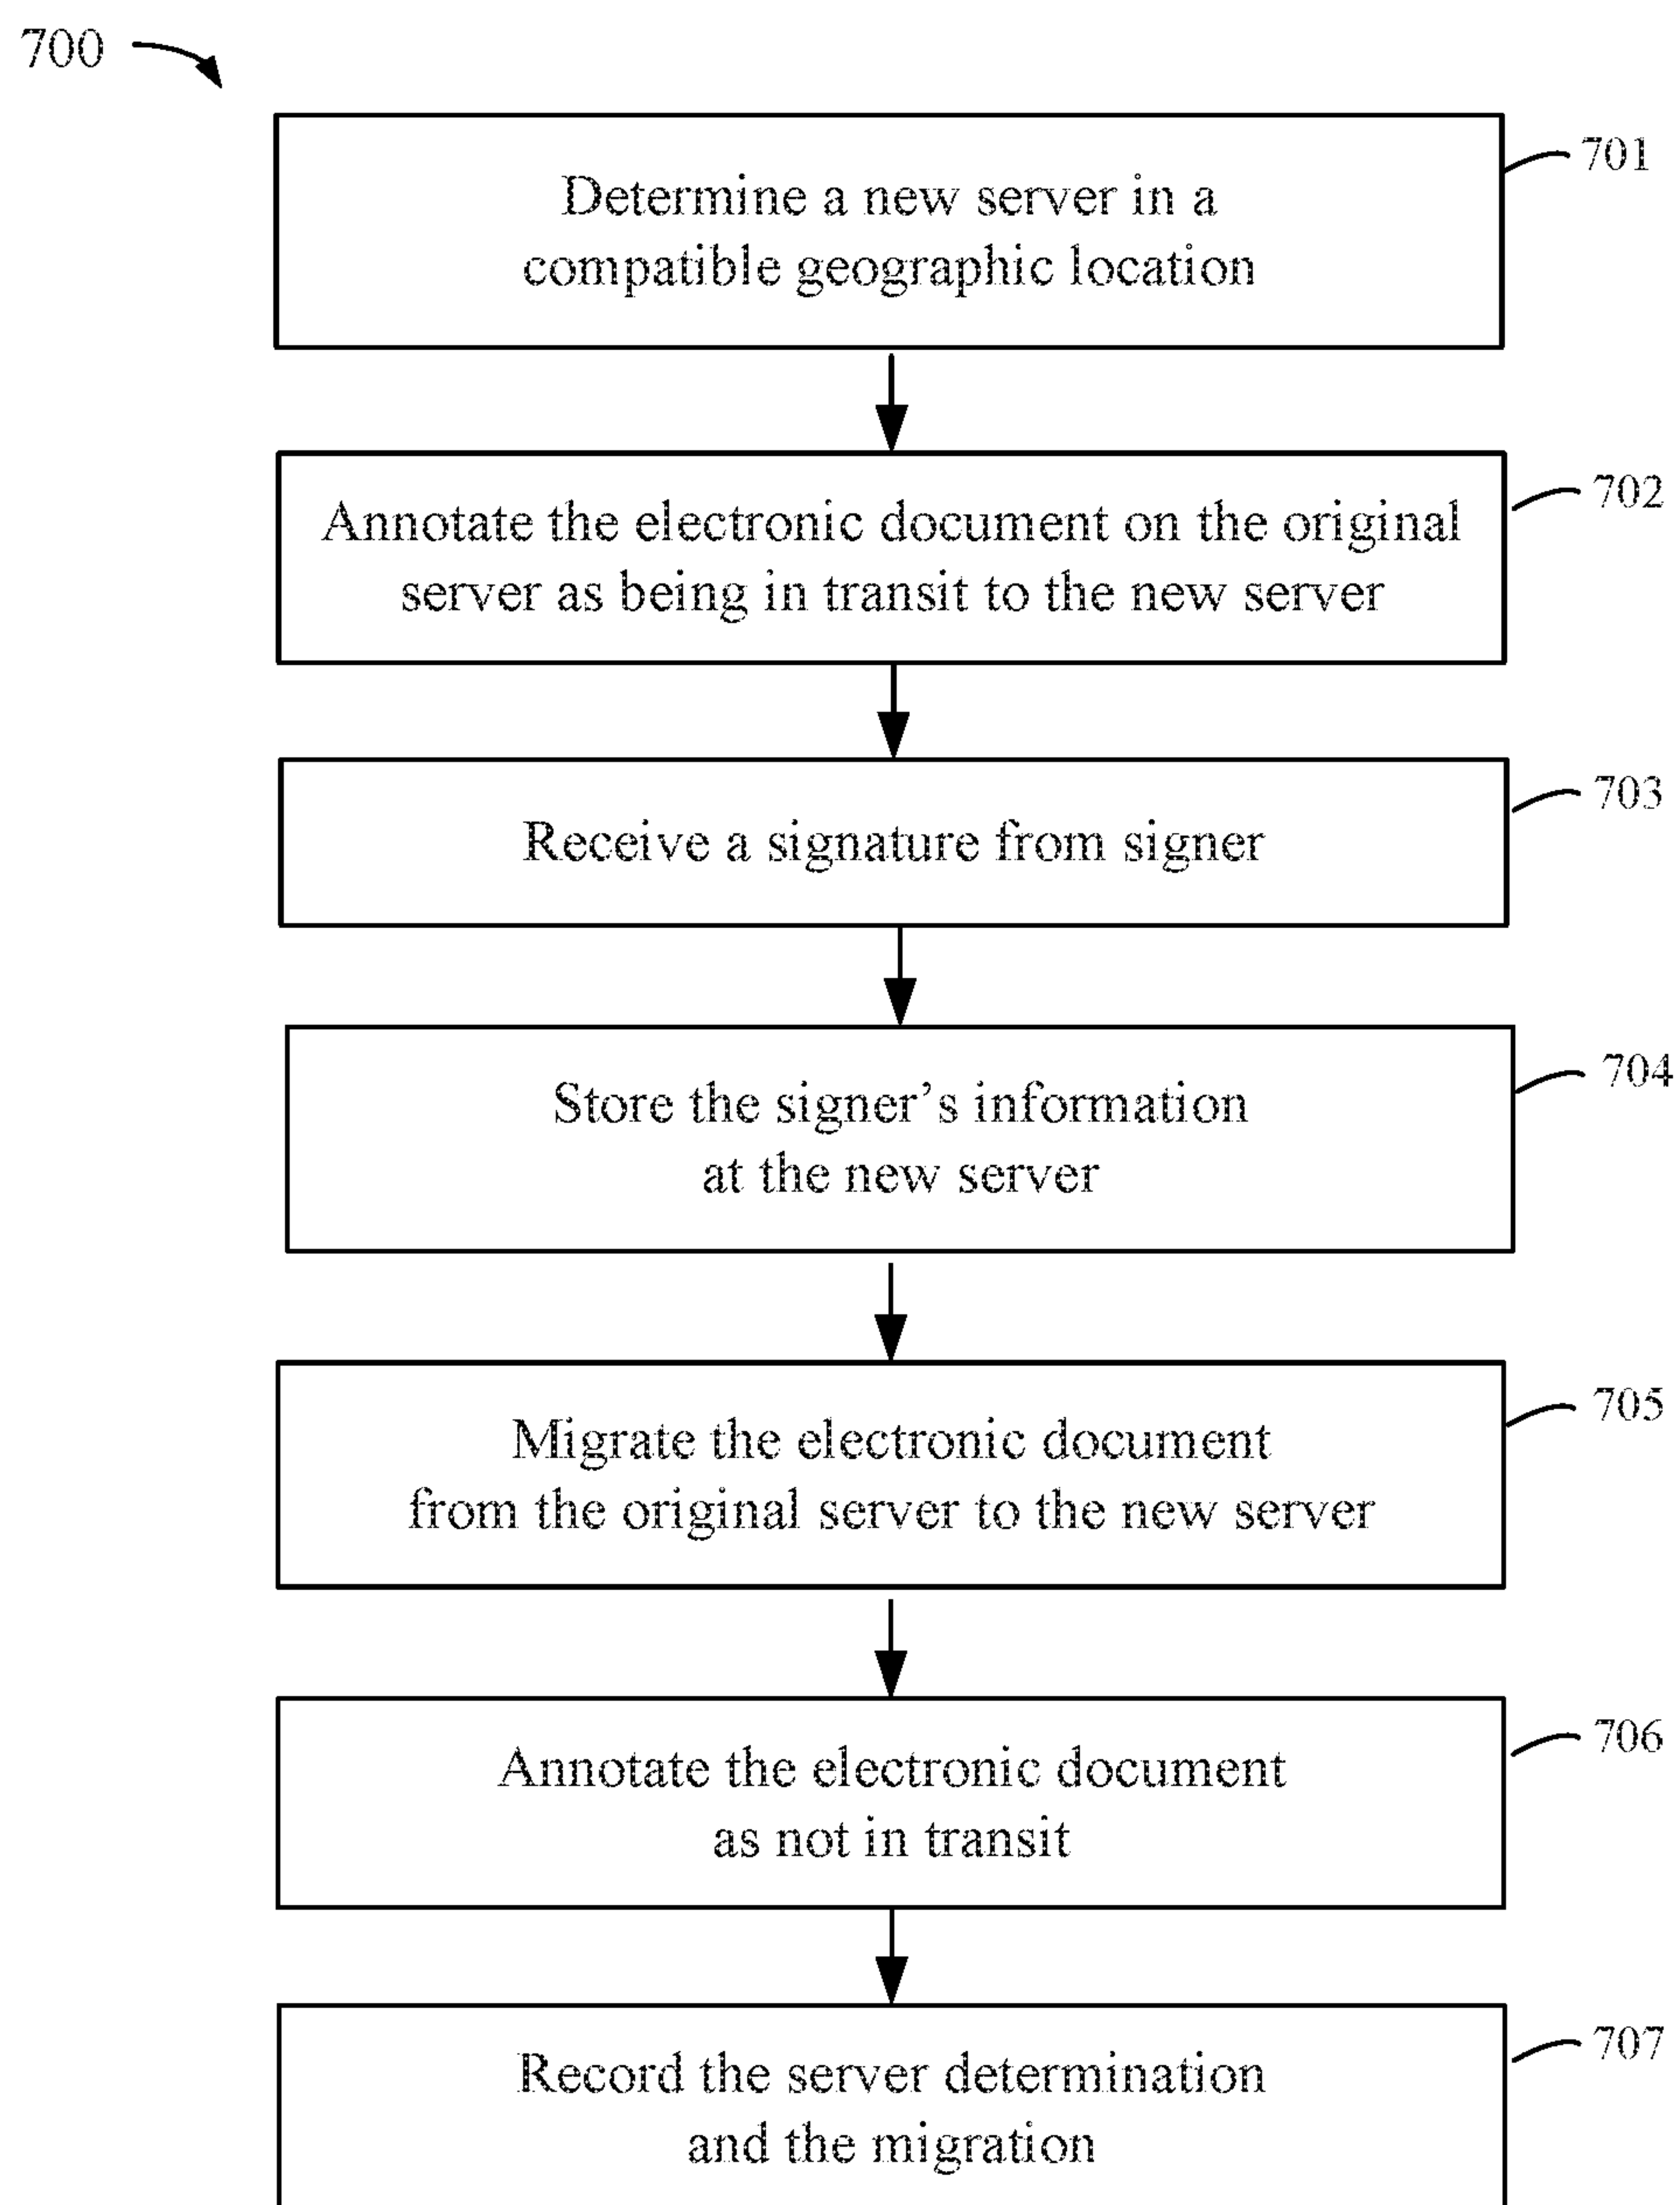 700
701
Determine a new server in a
compatible geographic location
702
Annotate the electronic document on the original
server as being in transit to the new server
703
Receive a signature from signer
704
Store the signer's information
at the new server
705
Migrate the electronic document
from the original server to the new server
706
Annotate the electronic document
as not in transit
707
Record the server determination
and the migration